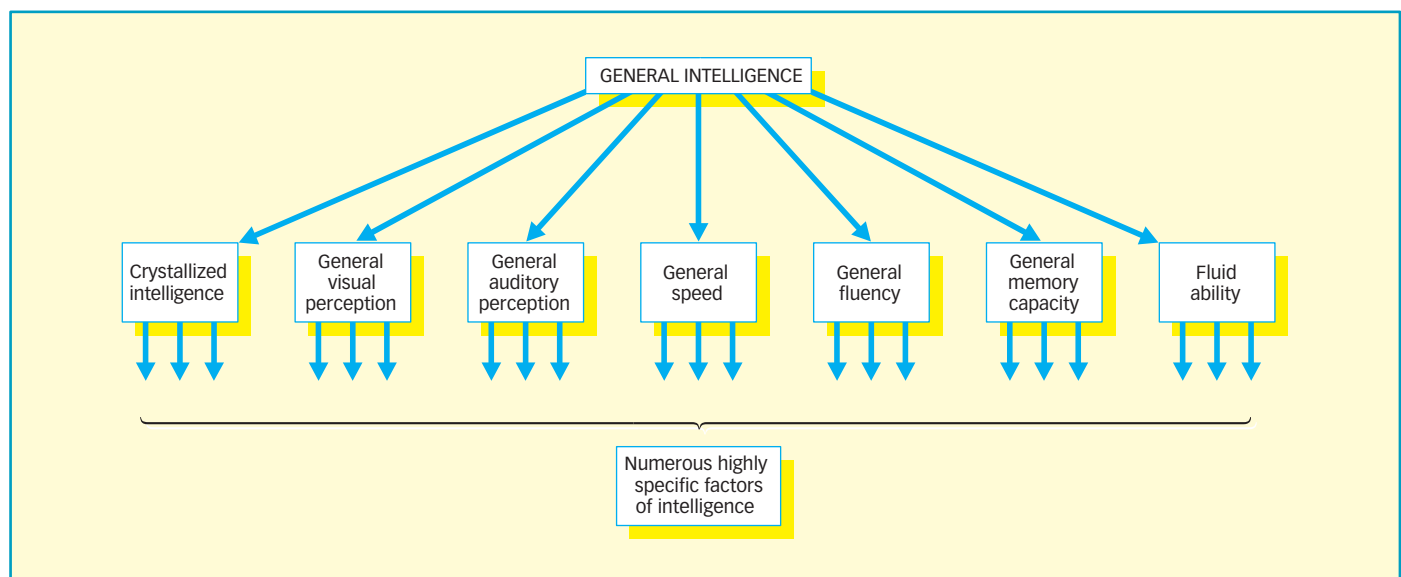 GENERAL INTELLIGENCE
Crystallized
intelligence
General
visual
perception
General
auditory
perception
General
speed
General
fluency
General
memory
capacity
Fluid
ability
Numerous highly
specific factors
of intelligence